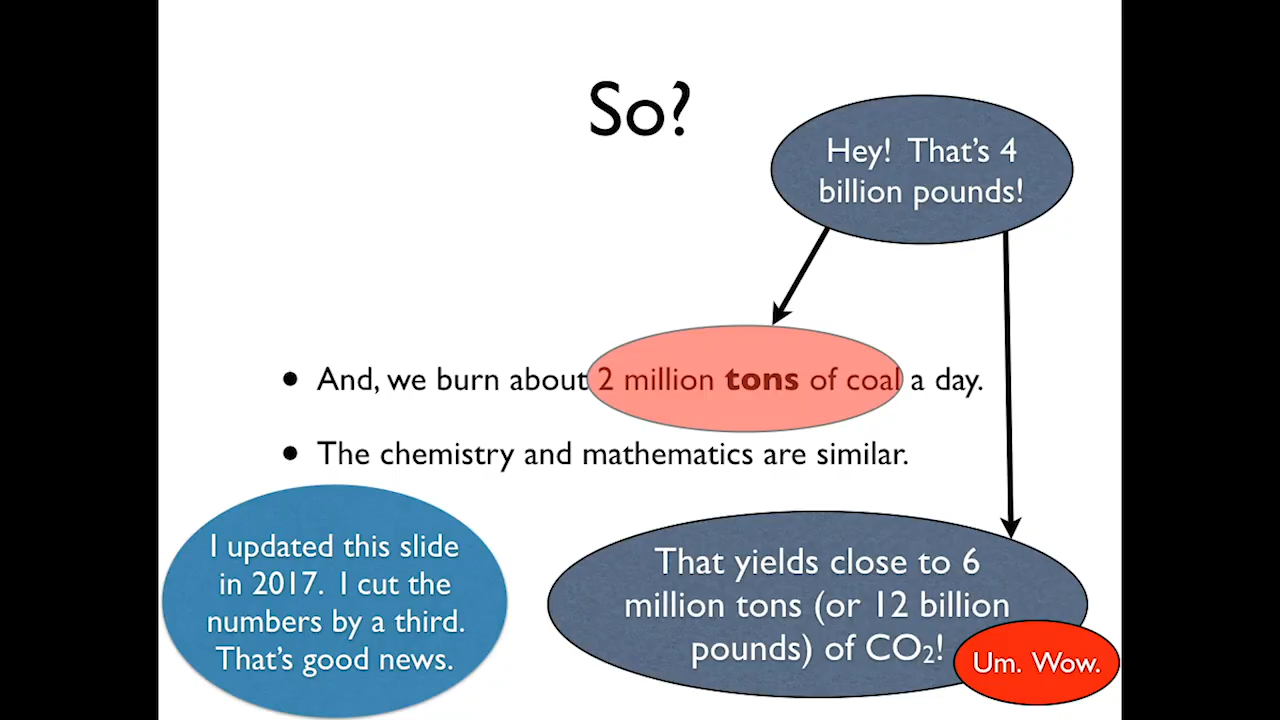 So?
Hey! That's 4
billion pounds!
• And, we burn about 2 million tons of coal a day.
• The chemistry and mathematics are similar.
I updated this slide
in 2017. I cut the
numbers by a third.
That's good news.
That yields close to 6
million tons (or 12 billion
pounds) of CO₂!
Um. Wow.